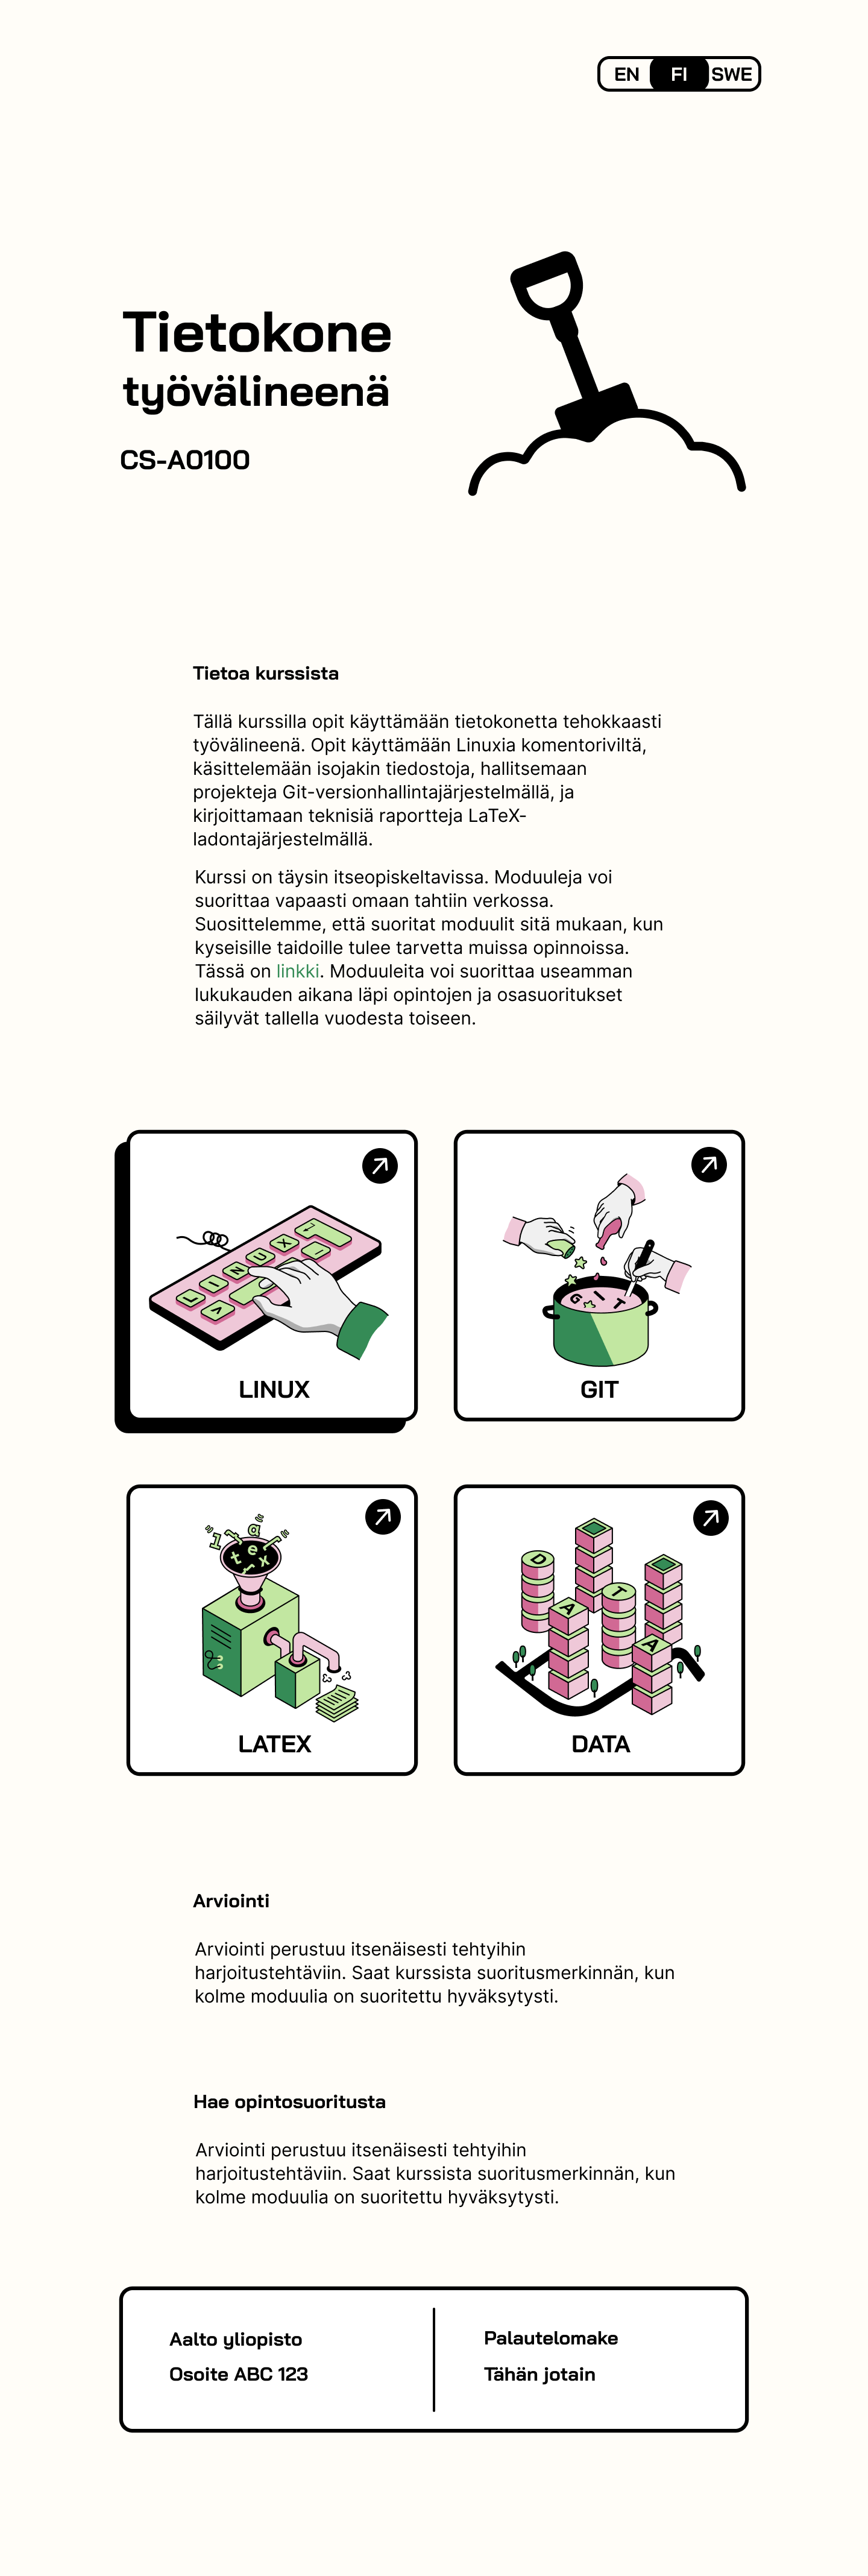 EN FI SWE
Tietokone
työvälineenä
CS-A0100
Tietoa kurssista
Tällä kurssilla opit käyttämään tietokonetta tehokkaasti
työvälineenä. Opit käyttämään Linuxia komentoriviltä,
käsittelemään isojakin tiedostoja, hallitsemaan
projekteja Git-versionhallintajärjestelmällä, ja
kirjoittamaan teknisiä raportteja LaTeX-
ladontajärjestelmällä.
Kurssi on täysin itseopiskeltavissa. Moduuleja voi
suorittaa vapaasti omaan tahtiin verkossa.
Suosittelemme, että suoritat moduulit sitä mukaan, kun
kyseisille taidoille tulee tarvetta muissa opinnoissa.
Tässä on linkki. Moduuleita voi suorittaa useamman
lukukauden aikana läpi opintojen ja osasuoritukset
säilyvät tallella vuodesta toiseen.
LINUX
LINUX
GIT
GIT
latex
latex
LATEX
DATA
DATA
Arviointi
Arviointi perustuu itsenäisesti tehtyihin
harjoitustehtäviin. Saat kurssista suoritusmerkinnän, kun
kolme moduulia on suoritettu hyväksytysti.
Hae opintosuoritusta
Arviointi perustuu itsenäisesti tehtyihin
harjoitustehtäviin. Saat kurssista suoritusmerkinnän, kun
kolme moduulia on suoritettu hyväksytysti.
Aalto yliopisto
Osoite ABC 123
Palautelomake
Tähän jotain